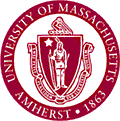 UNIVERSITY OF MASSACHUSETTS
AMHERST • 1863